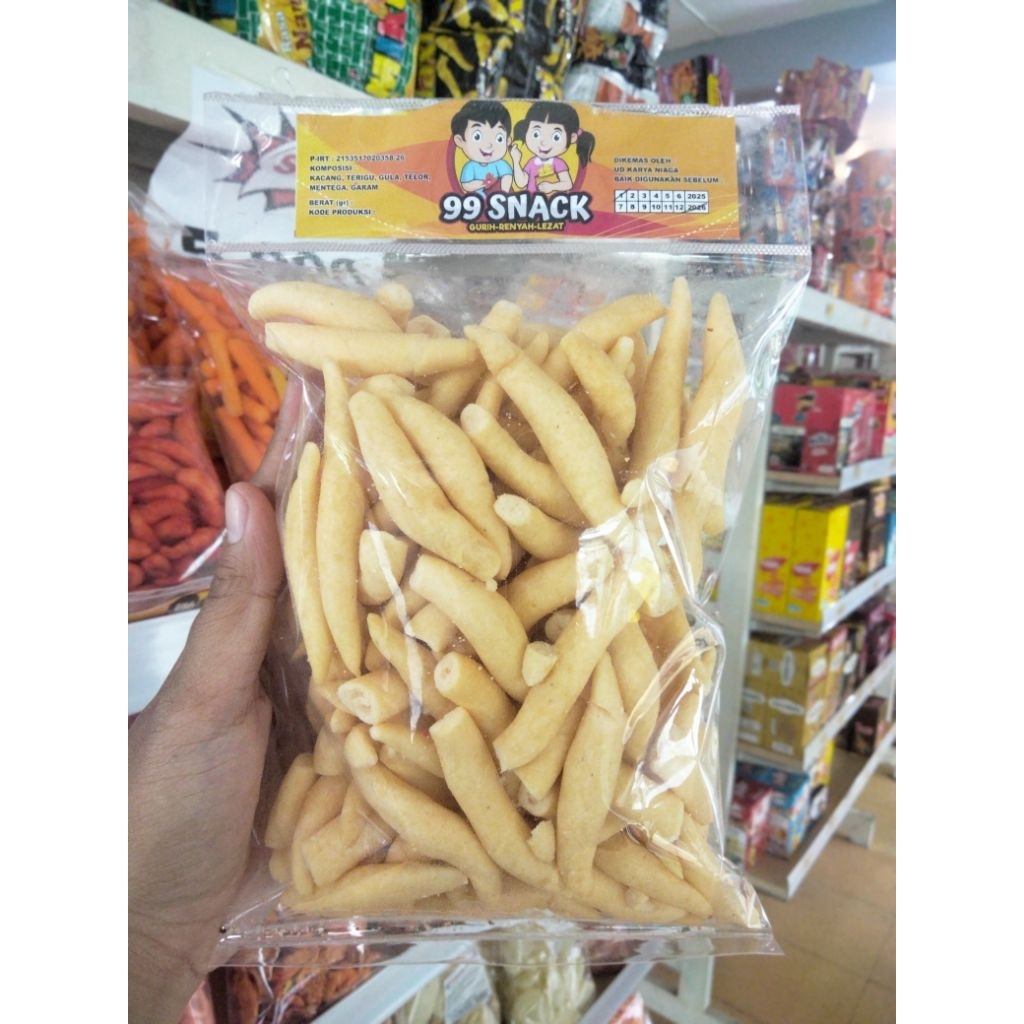 P-IRT : 2153517020358-26
KOMPOSISI
KACANG, TERIGU, GULA, TELOR,
MENTEGA, GARAM
BERAT (gr) :
KODE PRODUKSI :
99 SNACK
GURIH-RENYAH-LEZAT
DIKEMAS OLEH
UD KARYA NIAGA
BAIK DIGUNAKAN SEBELUM
1 2 3 4 5 6 2025
7 8 9 10 11 12 2026